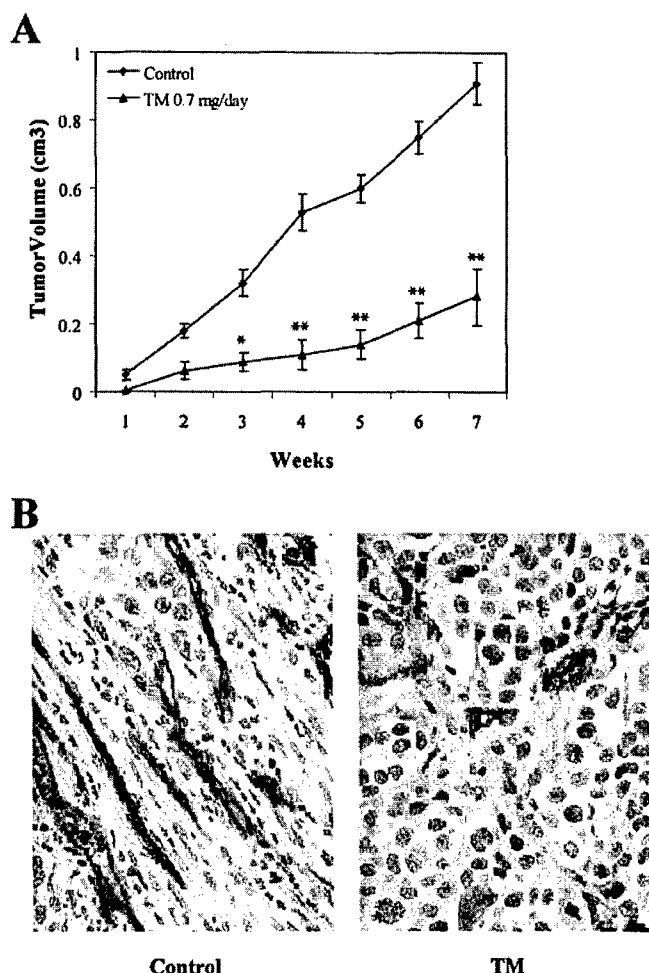 A
Control
TM 0.7 mg/day
TumorVolume (cm3)
1
0.8
0.6
0.4
0.2
0
*
**
**
**
**
1 2 3 4 5 6 7
Weeks
B
Control TM